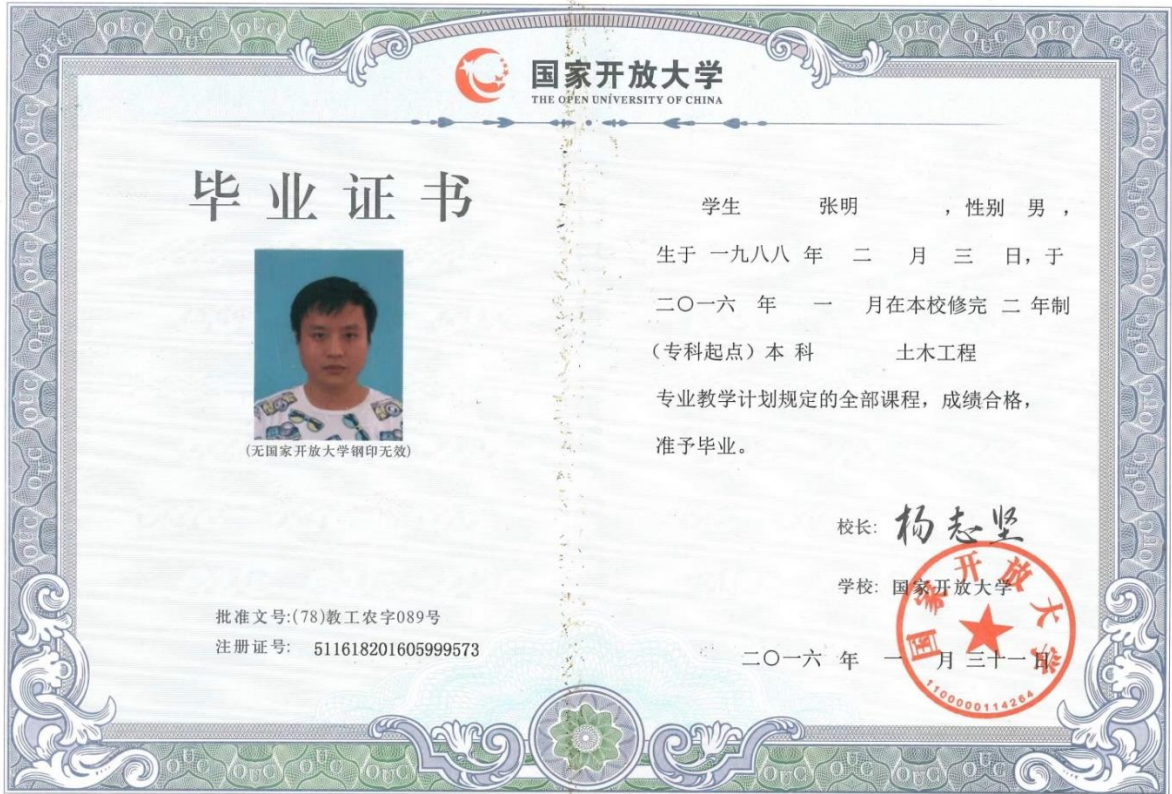 国家开放大学
THE OPEN UNIVERSITY OF CHINA
毕业证书
(无国家开放大学钢印无效)
批准文号:(78)教工农字089号
注册证号: 511618201605999573
学生 张明 ，性别 男 ，
生于 一九八八 年 二 月 三 日，于
二〇一六 年 一 月在本校修完 二 年制
（专科起点）本 科 土木工程
专业教学计划规定的全部课程，成绩合格，
准予毕业。
校长: 杨志坚
学校: 国家开放大学
二〇一六 年 一 月 三十一 日
国家开放大学
1100000114264
OUC